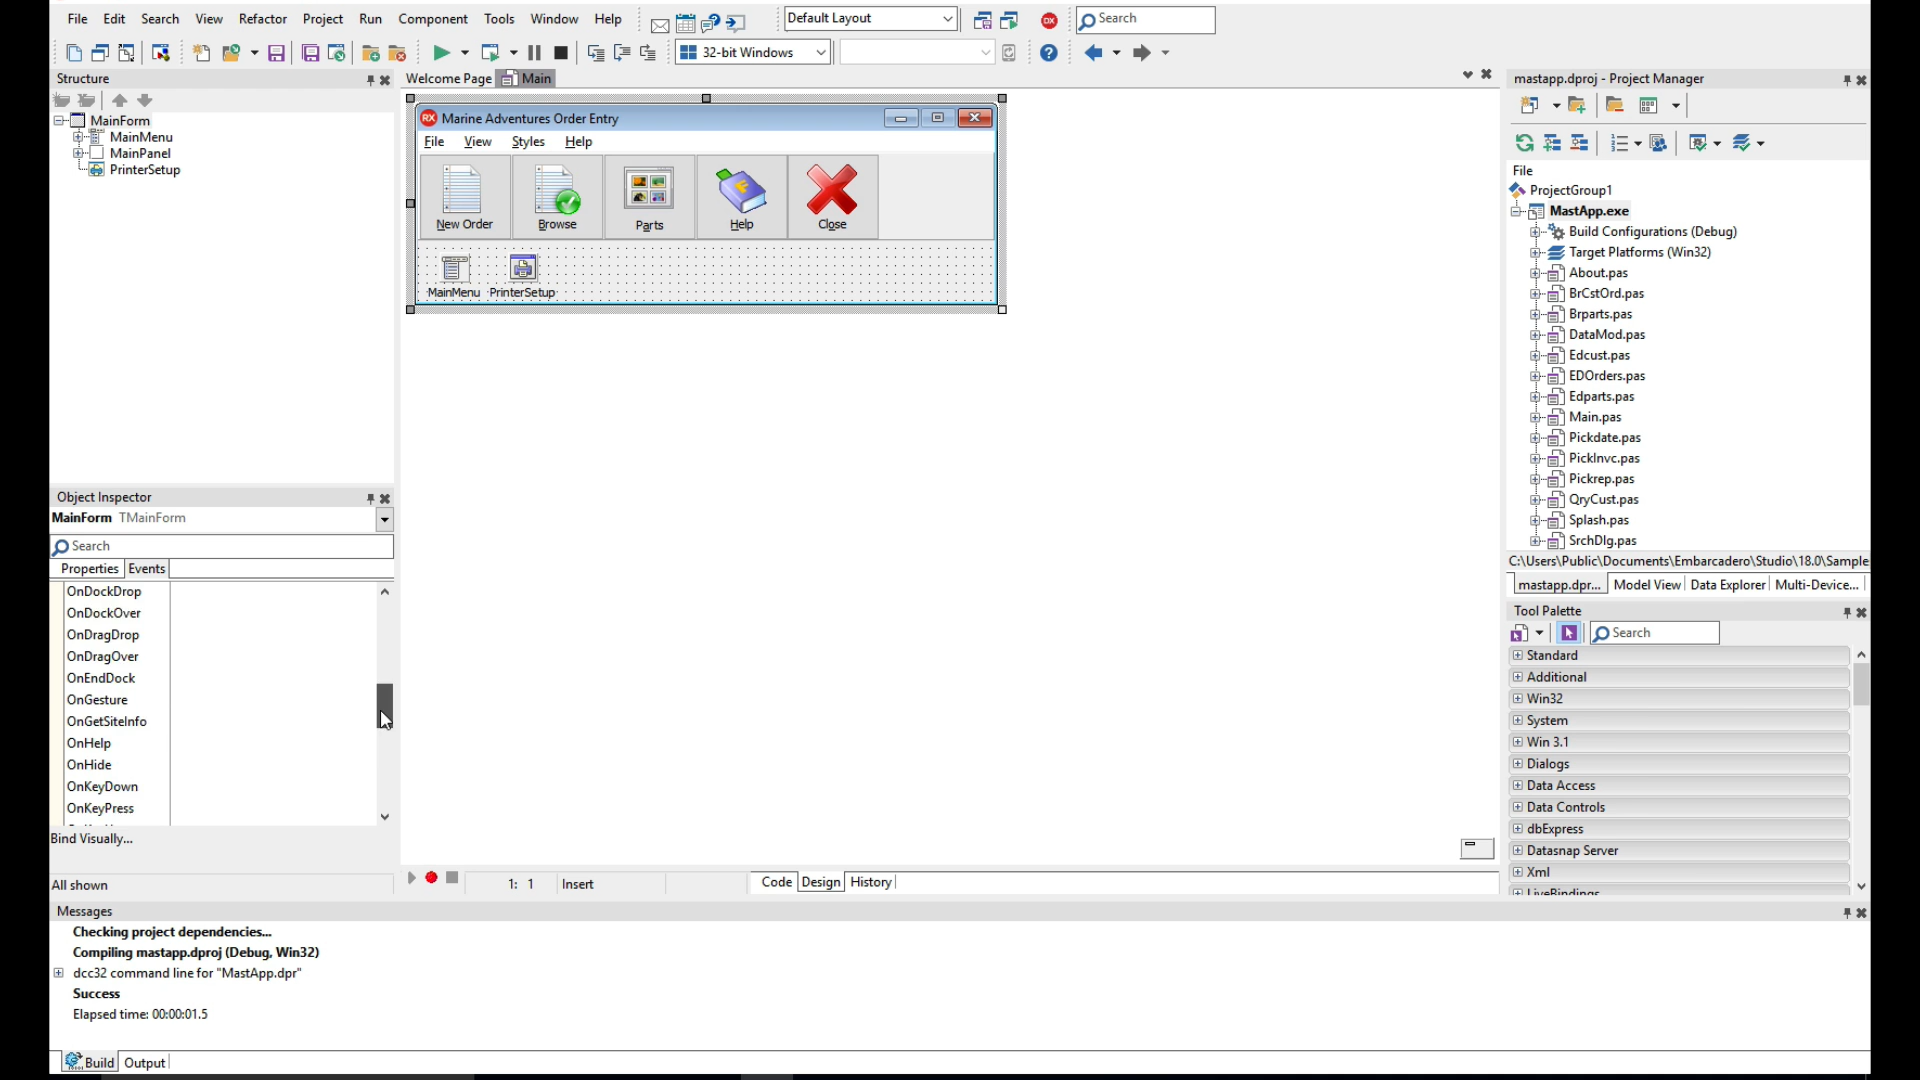 File Edit Search View Refactor Project Run Component Tools Window Help
Default Layout
DX
Search
32-bit Windows
Structure
MainForm
MainMenu
MainPanel
PrinterSetup
Object Inspector
MainForm TMainForm
Search
Properties Events
OnDockDrop
OnDockOver
OnDragDrop
OnDragOver
OnEndDock
OnGesture
OnGetSiteInfo
OnHelp
OnHide
OnKeyDown
OnKeyPress
Bind Visually...
All shown
Welcome Page Main
RX Marine Adventures Order Entry
File View Styles Help
New Order Browse Parts Help Close
MainMenu PrinterSetup
1: 1 Insert
Code Design History
mastapp.dproj - Project Manager
File
ProjectGroup1
MastApp.exe
Build Configurations (Debug)
Target Platforms (Win32)
About.pas
BrCstOrd.pas
Brparts.pas
DataMod.pas
Edcust.pas
EDOrders.pas
Edparts.pas
Main.pas
Pickdate.pas
PickInvc.pas
Pickrep.pas
QryCust.pas
Splash.pas
SrchDlg.pas
C:\Users\Public\Documents\Embarcadero\Studio\18.0\Sample
mastapp.dpr... Model View Data Explorer Multi-Device...
Tool Palette
Search
Standard
Additional
Win32
System
Win 3.1
Dialogs
Data Access
Data Controls
dbExpress
Datasnap Server
Xml
LiveBindings
Messages
Checking project dependencies...
Compiling mastapp.dproj (Debug, Win32)
dcc32 command line for "MastApp.dpr"
Success
Elapsed time: 00:00:01.5
Build Output